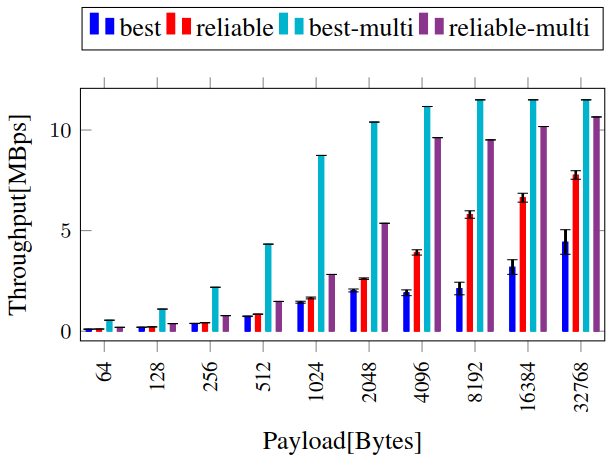 best reliable best-multi reliable-multi
Throughput[MBps]
10
5
0
64 128 256 512 1024 2048 4096 8192 16384 32768
Payload[Bytes]